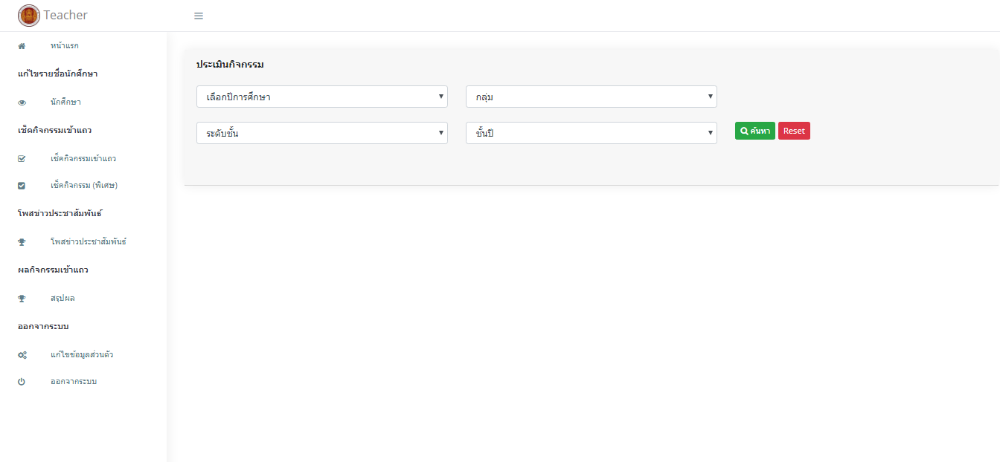 Teacher
หน้าแรก
แก้ไขรายชื่อนักศึกษา
นักศึกษา
เช็คกิจกรรมเข้าแถว
เช็คกิจกรรมเข้าแถว
เช็คกิจกรรม (พิเศษ)
โพสข่าวประชาสัมพันธ์
โพสข่าวประชาสัมพันธ์
ผลกิจกรรมเข้าแถว
สรุปผล
ออกจากระบบ
แก้ไขข้อมูลส่วนตัว
ออกจากระบบ
ประเมินกิจกรรม
เลือกปีการศึกษา กลุ่ม
ระดับชั้น ชั้นปี ค้นหา Reset